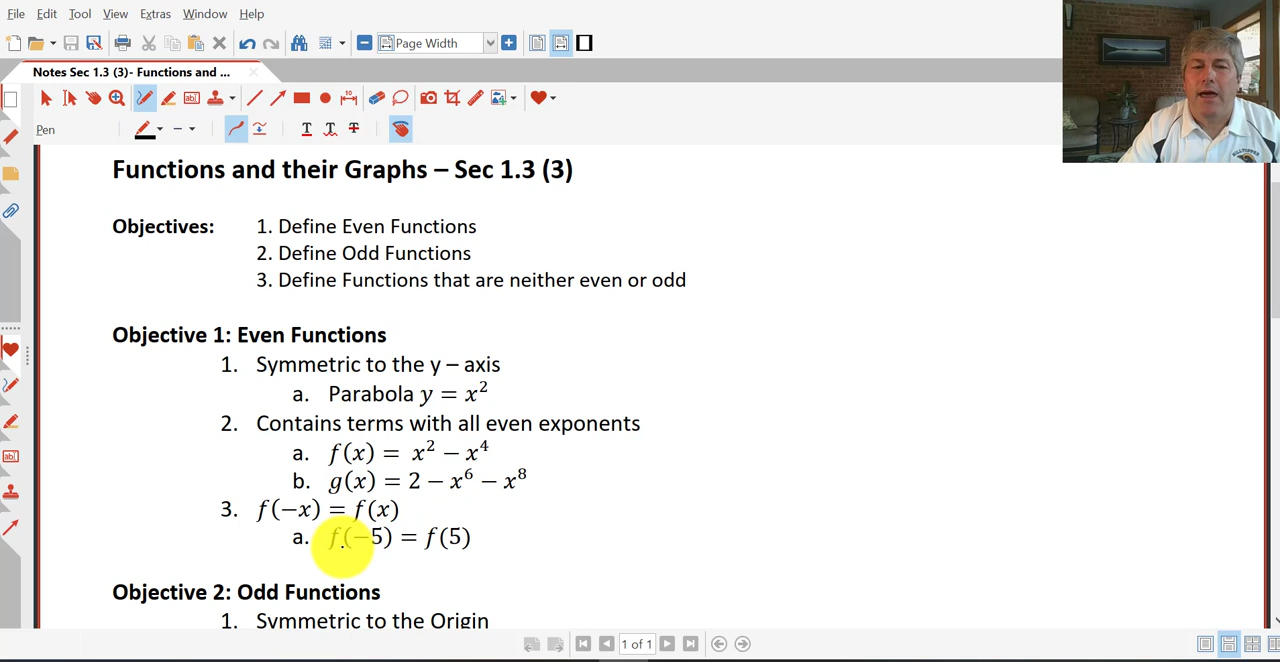 File Edit Tool View Extras Window Help
Page Width
Notes Sec 1.3 (3)- Functions and ...
Pen
Functions and their Graphs – Sec 1.3 (3)
Objectives: 1. Define Even Functions
2. Define Odd Functions
3. Define Functions that are neither even or odd
Objective 1: Even Functions
1. Symmetric to the y – axis
a. Parabola y = x²
2. Contains terms with all even exponents
a. f(x) = x² − x⁴
b. g(x) = 2 − x⁶ − x⁸
3. f(−x) = f(x)
a. f(−5) = f(5)
Objective 2: Odd Functions
1. Symmetric to the Origin
1 of 1